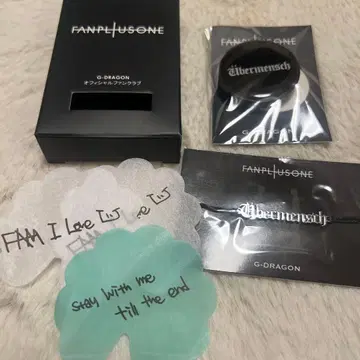 FANPLUSONE
G-DRAGON
オフィシャルファンクラブ
FANPLUSONE
Übermensch
G-DRAGON
FANPLUSONE
Übermensch
G-DRAGON
FAM I Love
stay with me
till the end